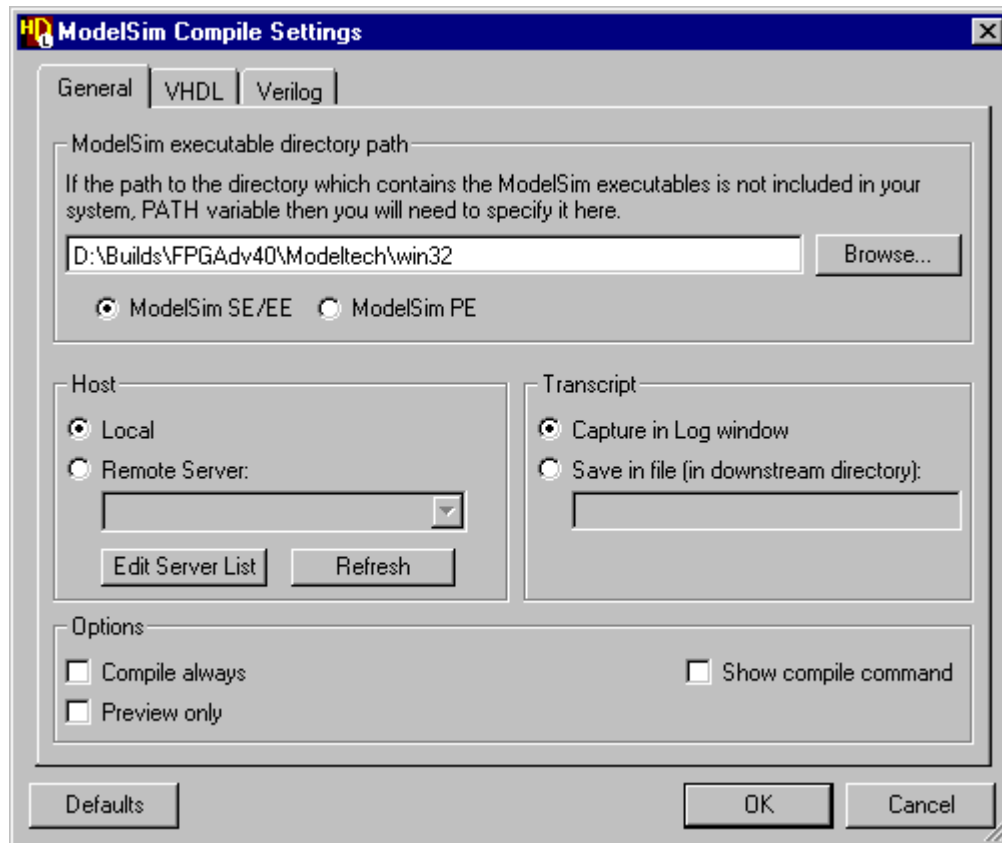 HDL ModelSim Compile Settings
General VHDL Verilog
ModelSim executable directory path
If the path to the directory which contains the ModelSim executables is not included in your
system, PATH variable then you will need to specify it here.
D:\Builds\FPGAdv40\Modeltech\win32 Browse...
ModelSim SE/EE ModelSim PE
Host
Local
Remote Server:
Edit Server List Refresh
Transcript
Capture in Log window
Save in file (in downstream directory):
Options
Compile always Show compile command
Preview only
Defaults OK Cancel